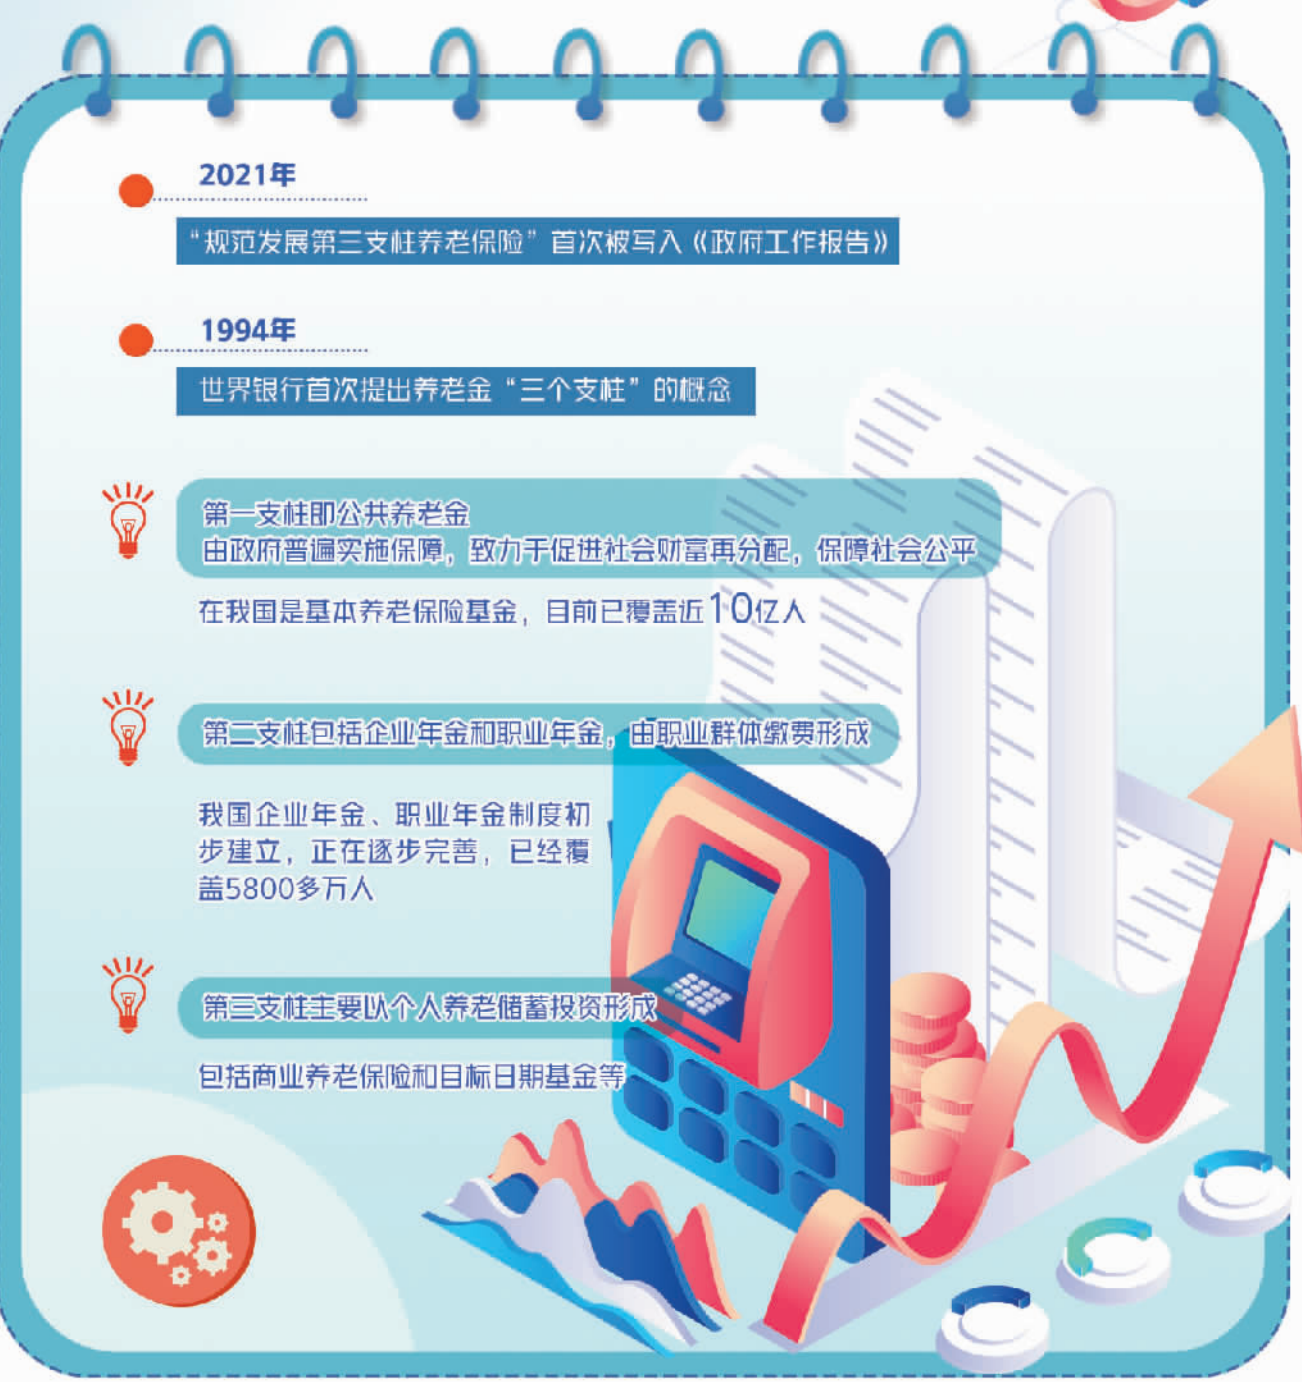 2021年
“规范发展第三支柱养老保险”首次被写入《政府工作报告》
1994年
世界银行首次提出养老金“三个支柱”的概念
第一支柱即公共养老金
由政府普遍实施保障，致力于促进社会财富再分配，保障社会公平
在我国是基本养老保险基金，目前已覆盖近10亿人
第二支柱包括企业年金和职业年金，由职业群体缴费形成
我国企业年金、职业年金制度初
步建立，正在逐步完善，已经覆
盖5800多万人
第三支柱主要以个人养老储蓄投资形成
包括商业养老保险和目标日期基金等